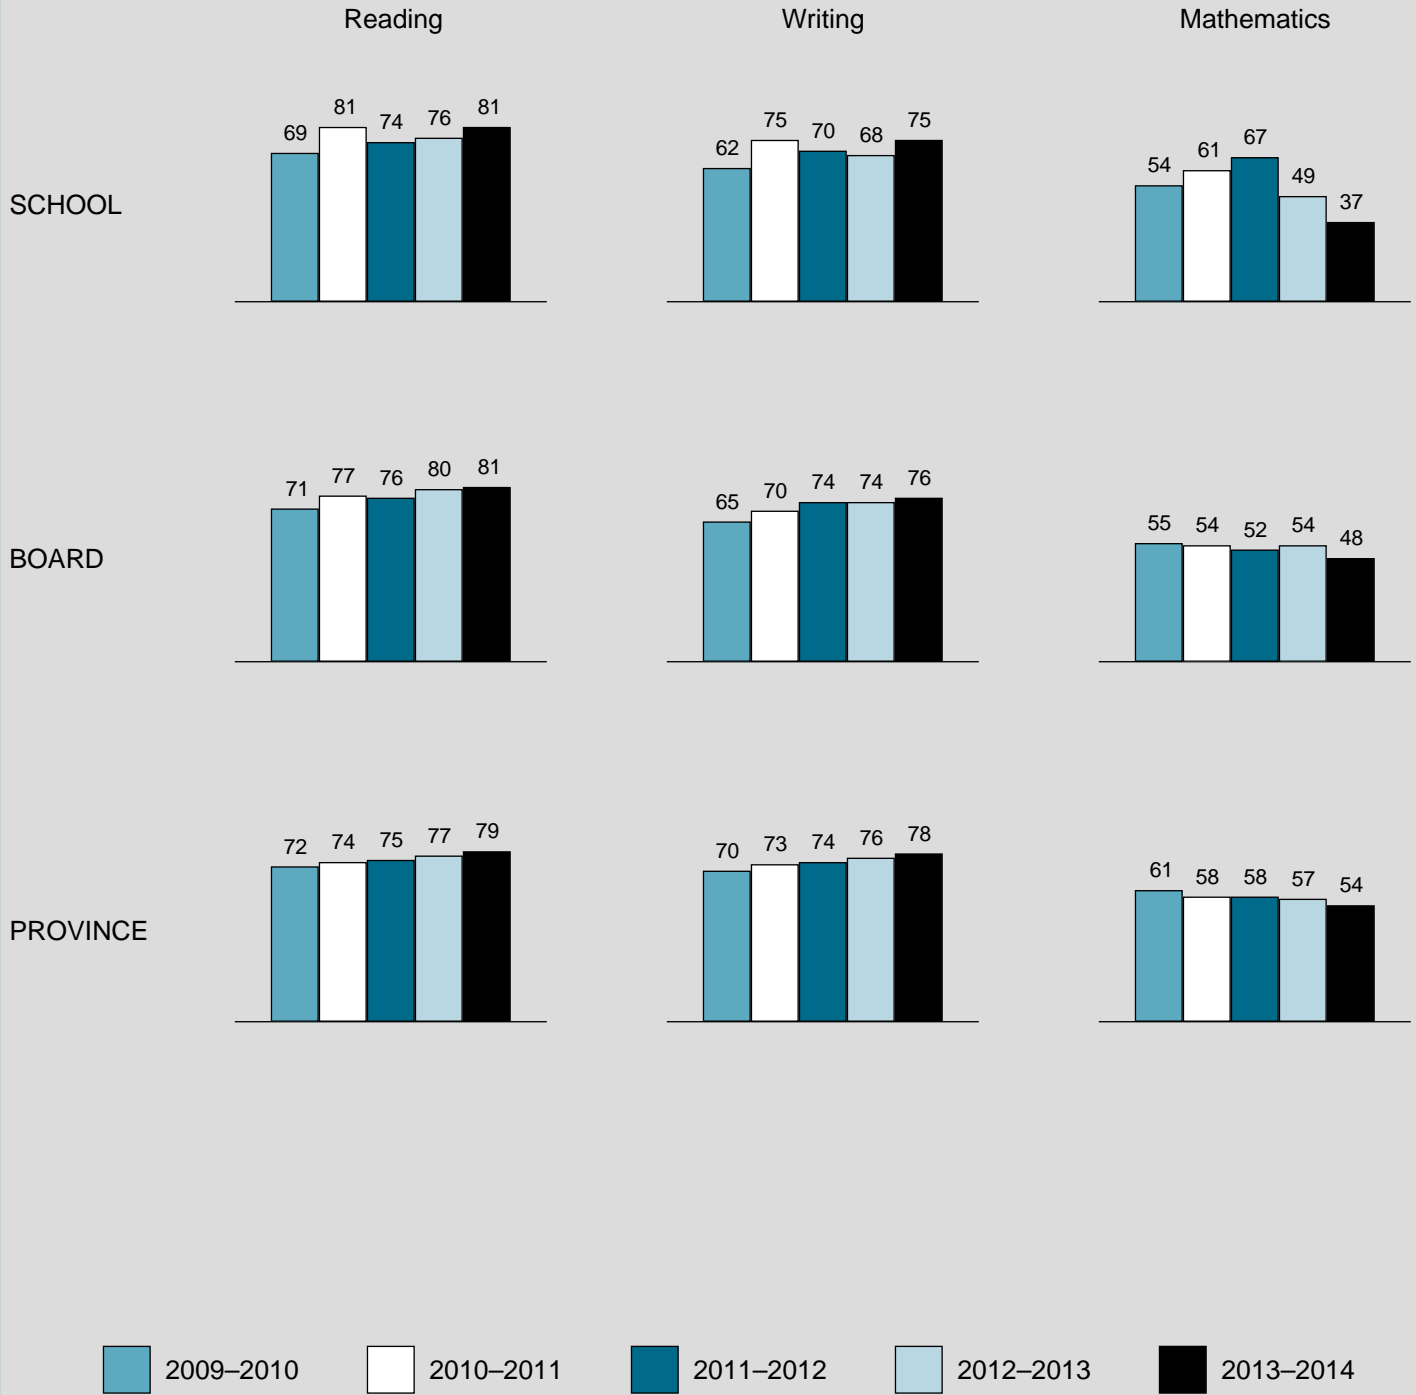 Reading Writing Mathematics
SCHOOL
69 81 74 76 81
62 75 70 68 75
54 61 67 49 37
BOARD
71 77 76 80 81
65 70 74 74 76
55 54 52 54 48
PROVINCE
72 74 75 77 79
70 73 74 76 78
61 58 58 57 54
2009–2010 2010–2011 2011–2012 2012–2013 2013–2014